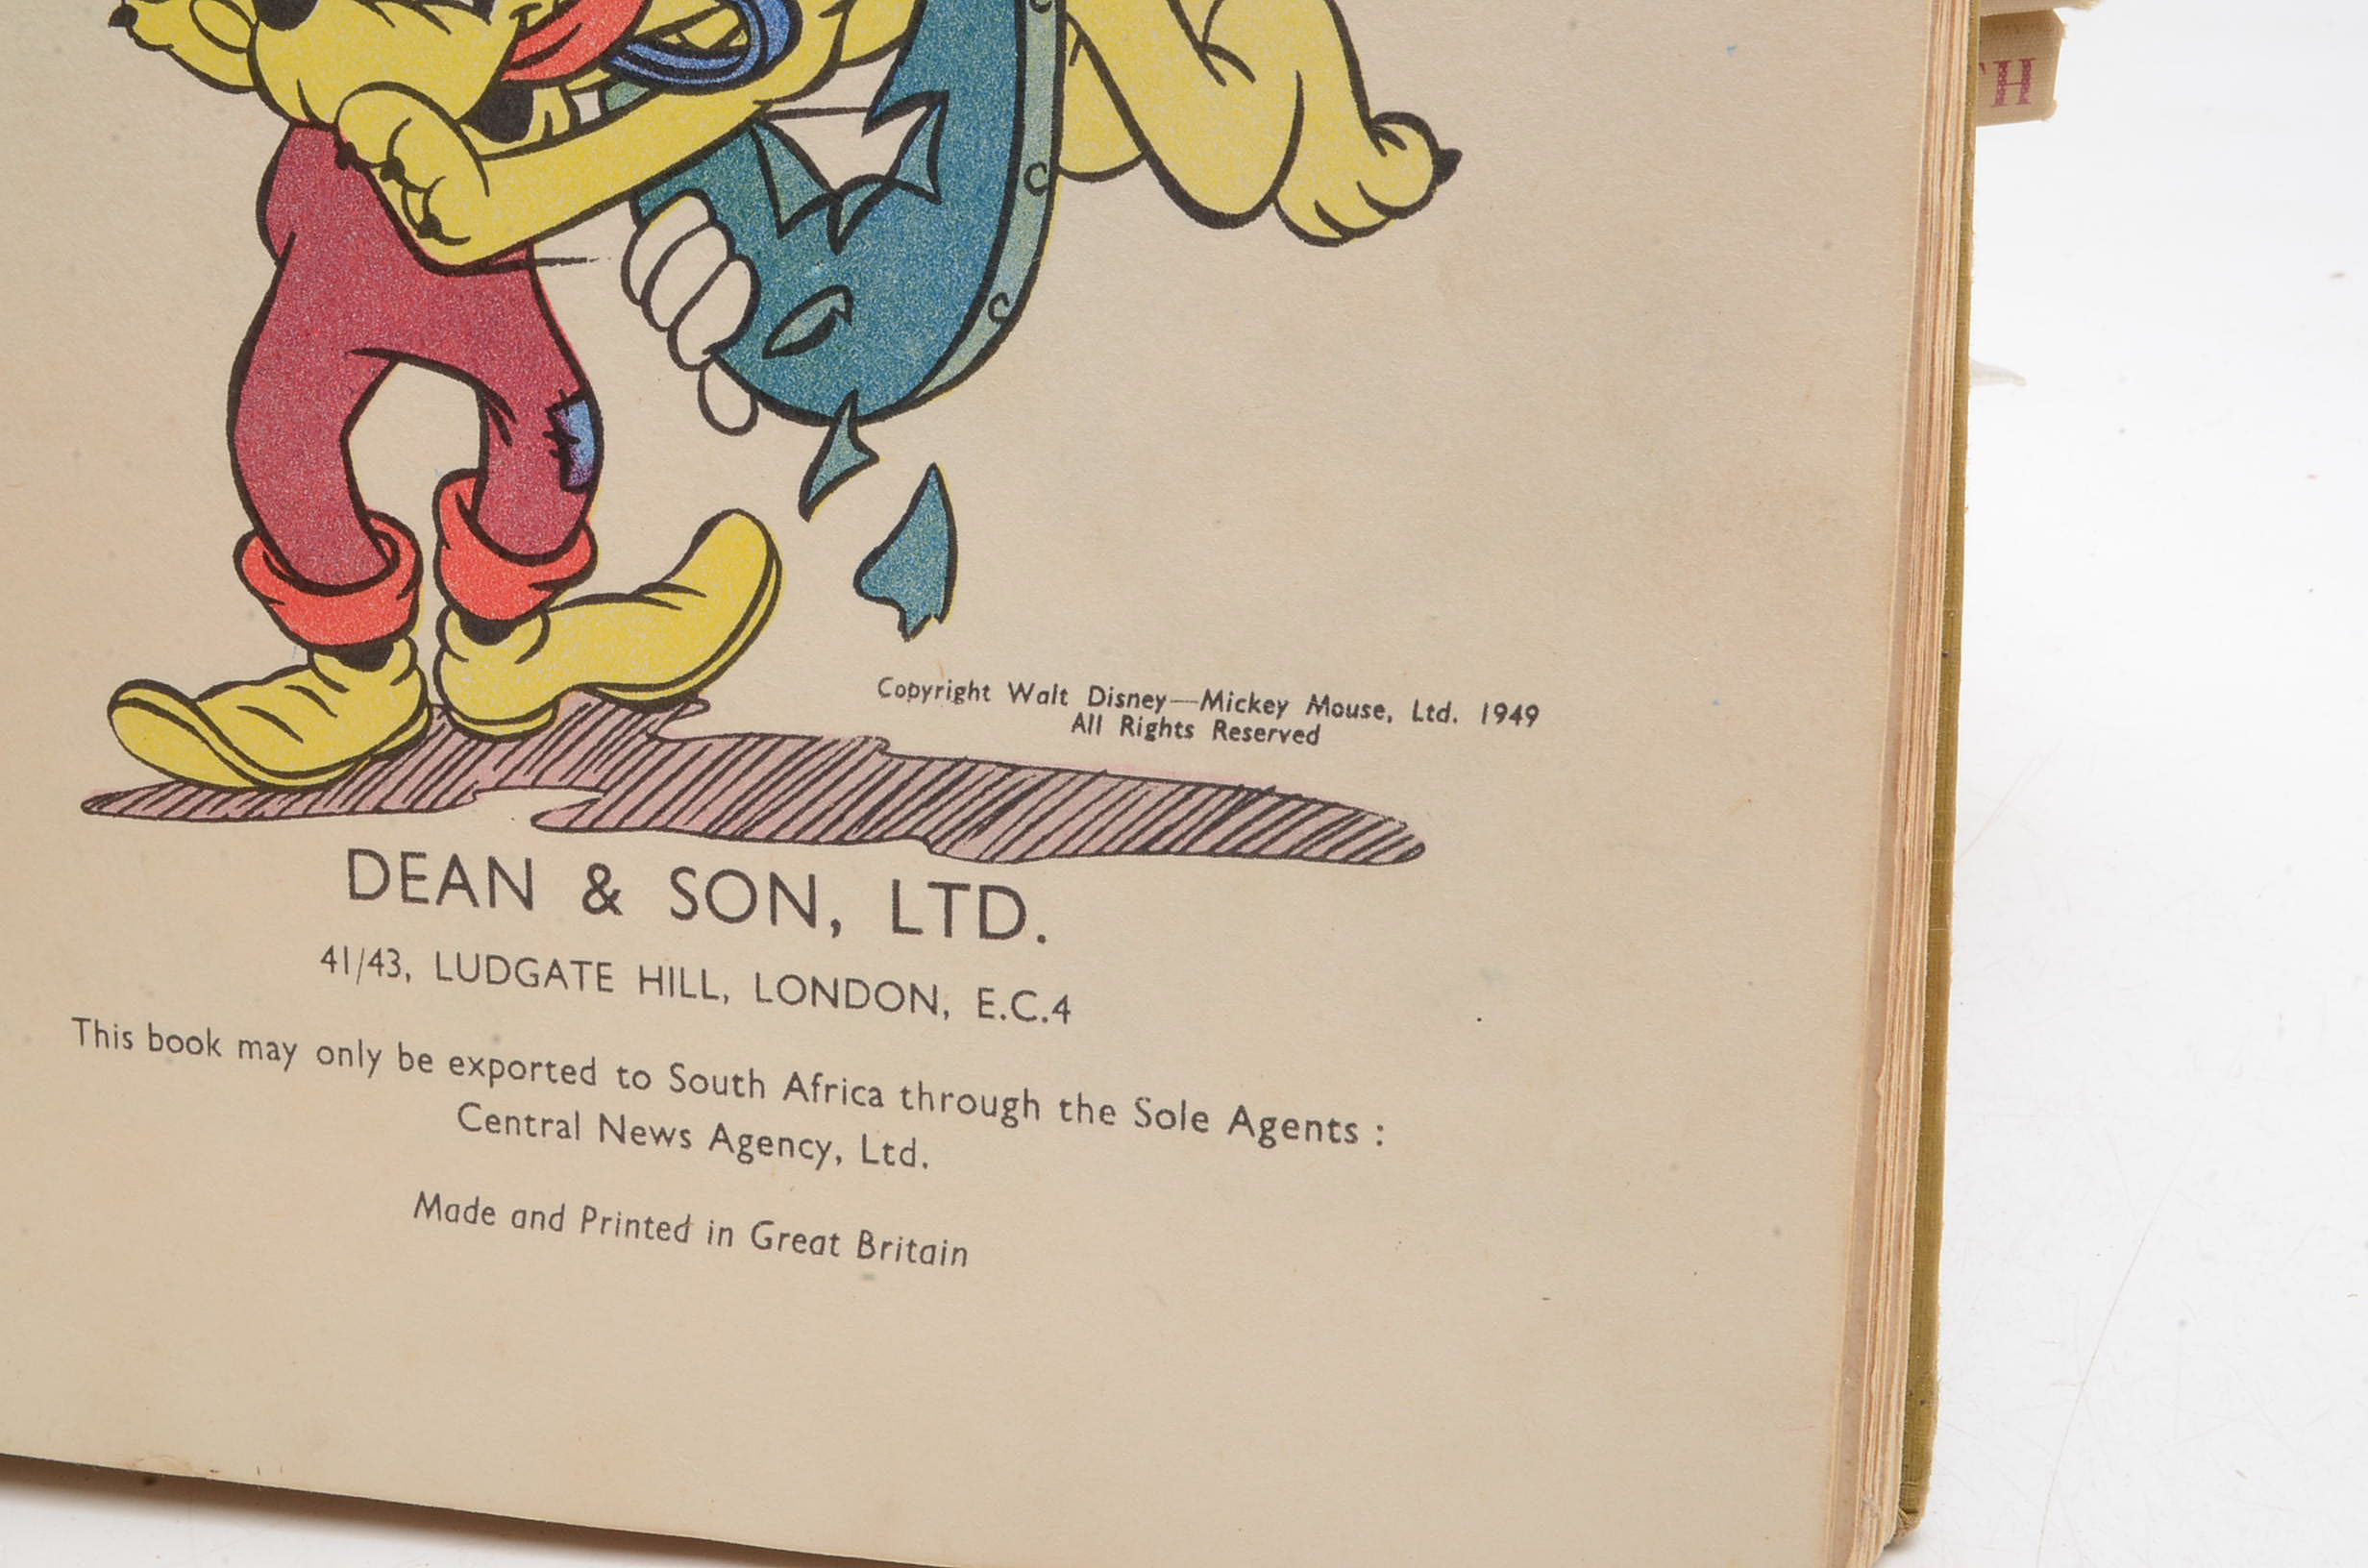 TH
Copyright Walt Disney—Mickey Mouse, Ltd. 1949
All Rights Reserved
DEAN & SON, LTD.
41/43, LUDGATE HILL, LONDON, E.C.4
This book may only be exported to South Africa through the Sole Agents :
Central News Agency, Ltd.
Made and Printed in Great Britain